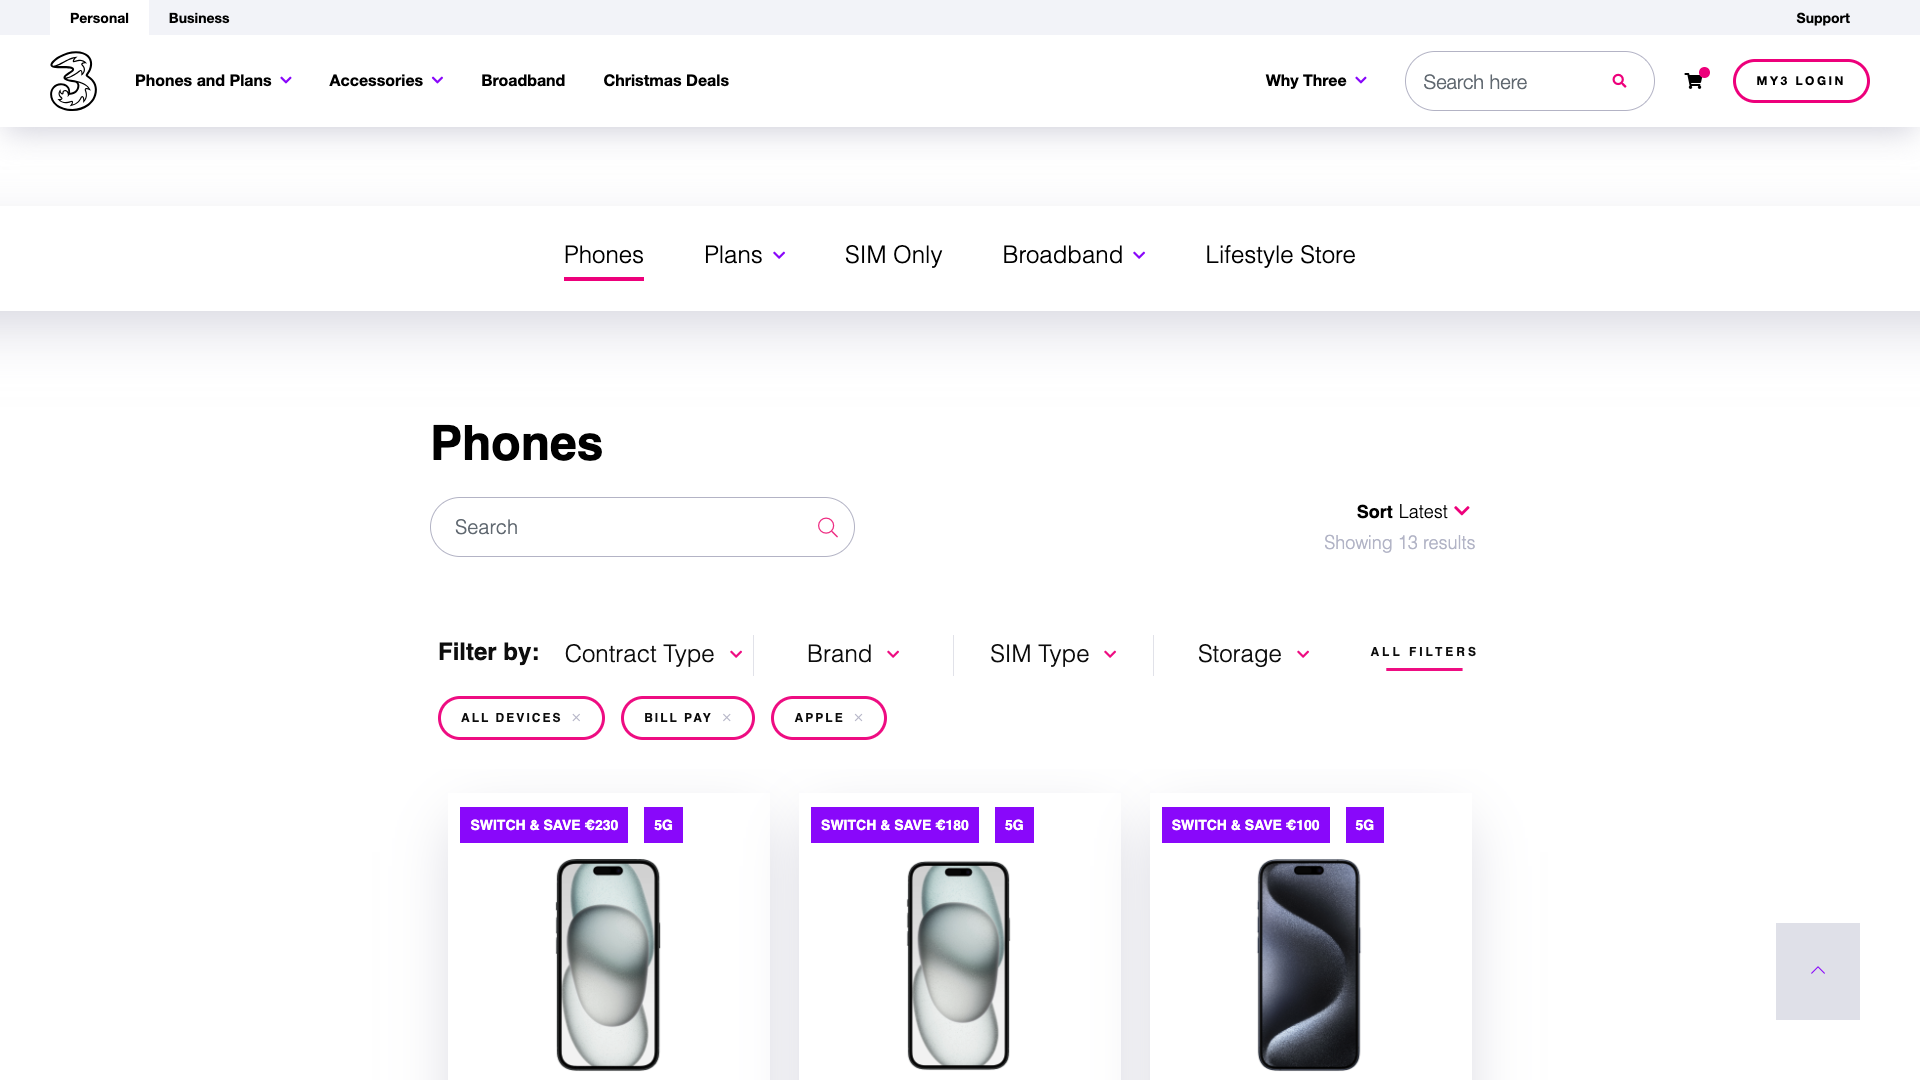 Personal Business Support
Phones and Plans Accessories Broadband Christmas Deals Why Three Search here MY3 LOGIN
Phones Plans SIM Only Broadband Lifestyle Store
Phones
Search
Sort Latest
Showing 13 results
Filter by: Contract Type Brand SIM Type Storage ALL FILTERS
ALL DEVICES × BILL PAY × APPLE ×
SWITCH & SAVE €230 5G SWITCH & SAVE €180 5G SWITCH & SAVE €100 5G